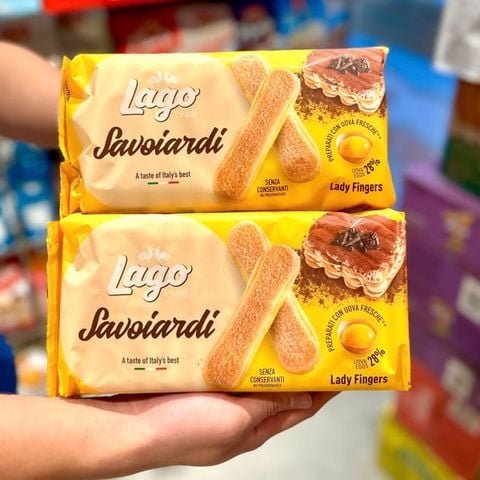 Lago
1968
Savoiardi
A taste of Italy's best
SENZA
CONSERVANTI
NO PRESERVATIVES
PREPARATI CON UOVA FRESCHE**
UOVA
EGGS 28%
Lady Fingers
Lago
1968
Savoiardi
A taste of Italy's best
SENZA
CONSERVANTI
NO PRESERVATIVES
PREPARATI CON UOVA FRESCHE**
UOVA
EGGS 28%
Lady Fingers